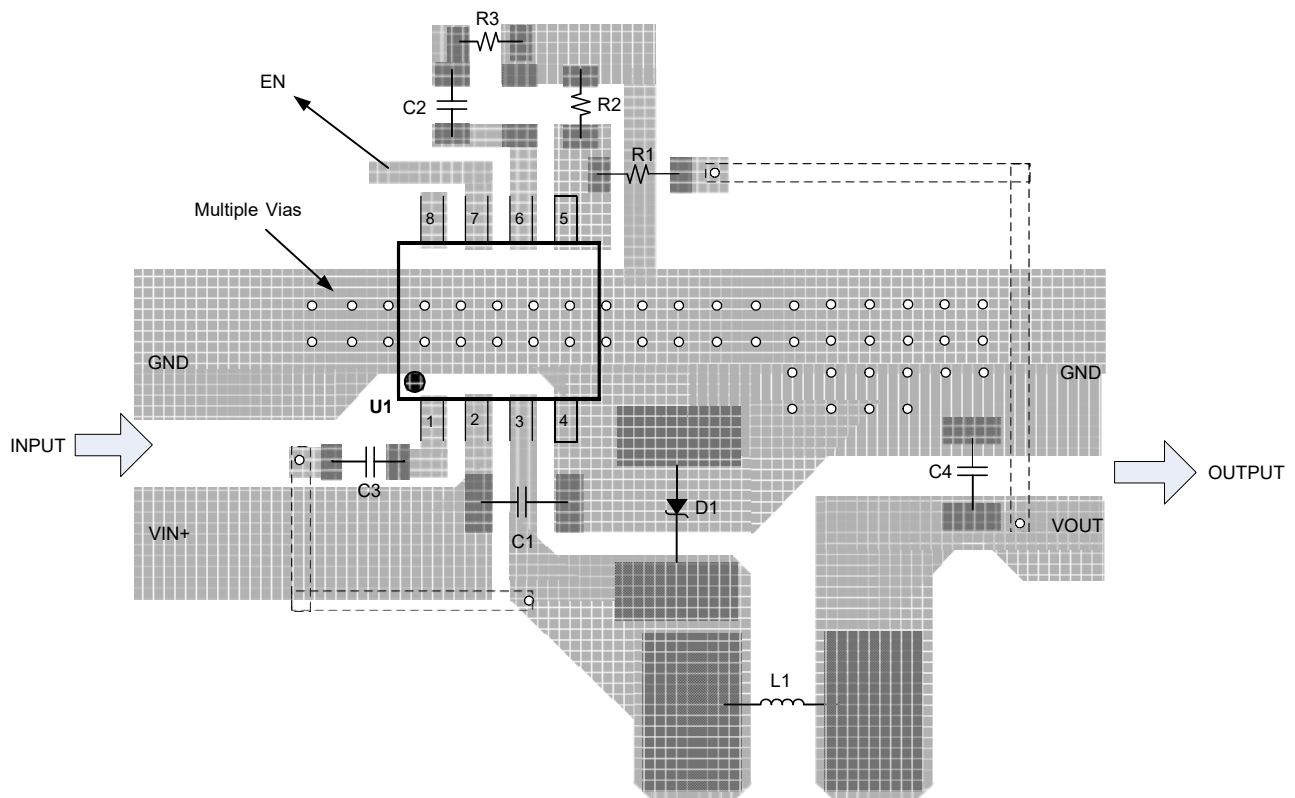 R3
EN
C2
R2
R1
Multiple Vias
8 7 6 5
GND
GND
U1
1 2 3 4
INPUT
C3
C4
OUTPUT
VIN+
C1
D1
VOUT
L1